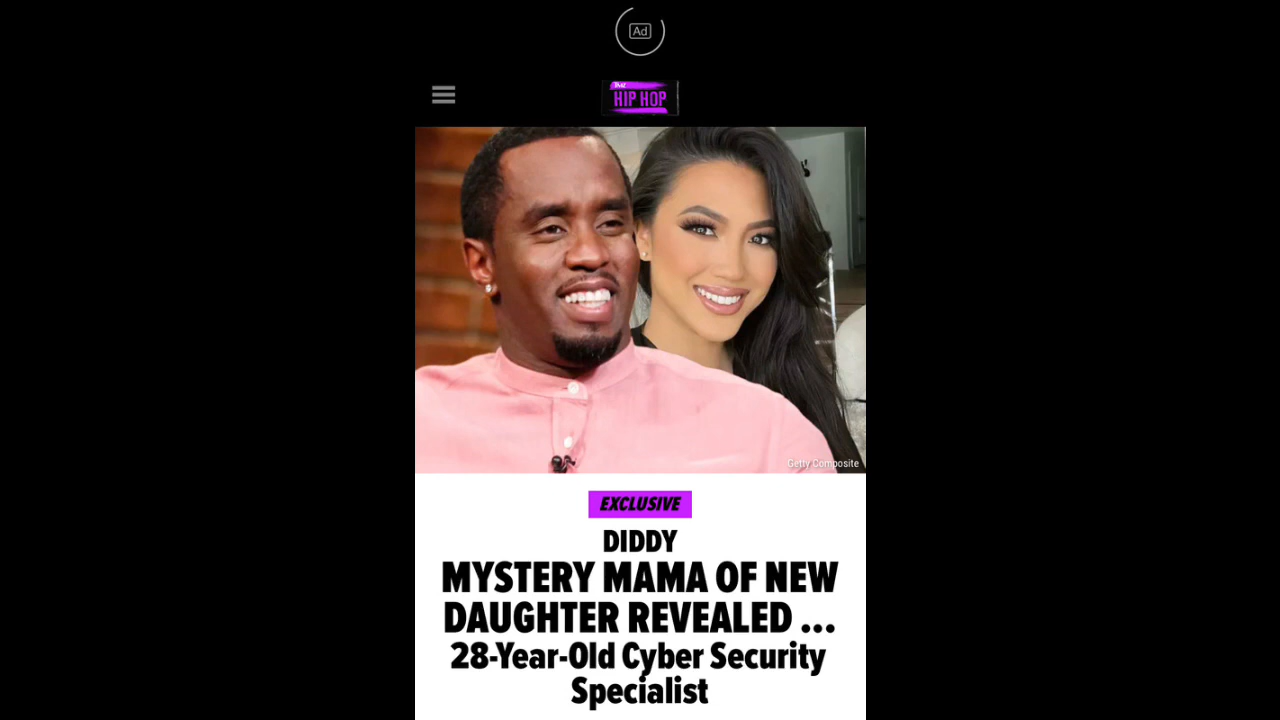 Ad
TMZ
HIP HOP
Getty Composite
EXCLUSIVE
DIDDY
MYSTERY MAMA OF NEW
DAUGHTER REVEALED ...
28-Year-Old Cyber Security
Specialist